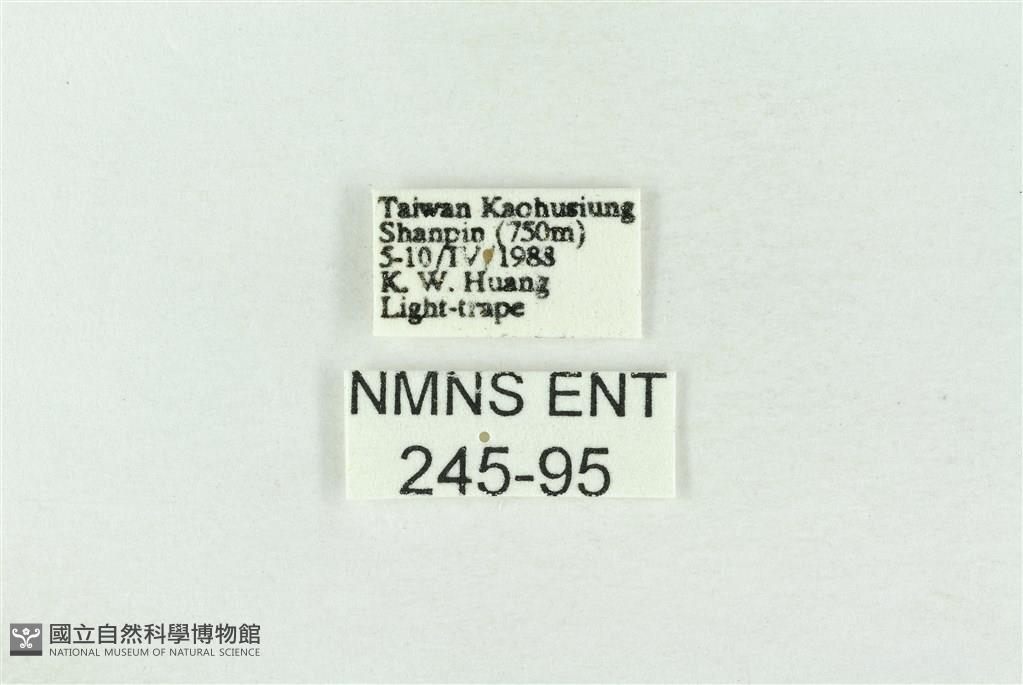 Taiwan Kaohusiung
Shanpin (750m)
5-10/IV/1988
K. W. Huang
Light-trape
NMNS ENT
245-95
國立自然科學博物館
NATIONAL MUSEUM OF NATURAL SCIENCE